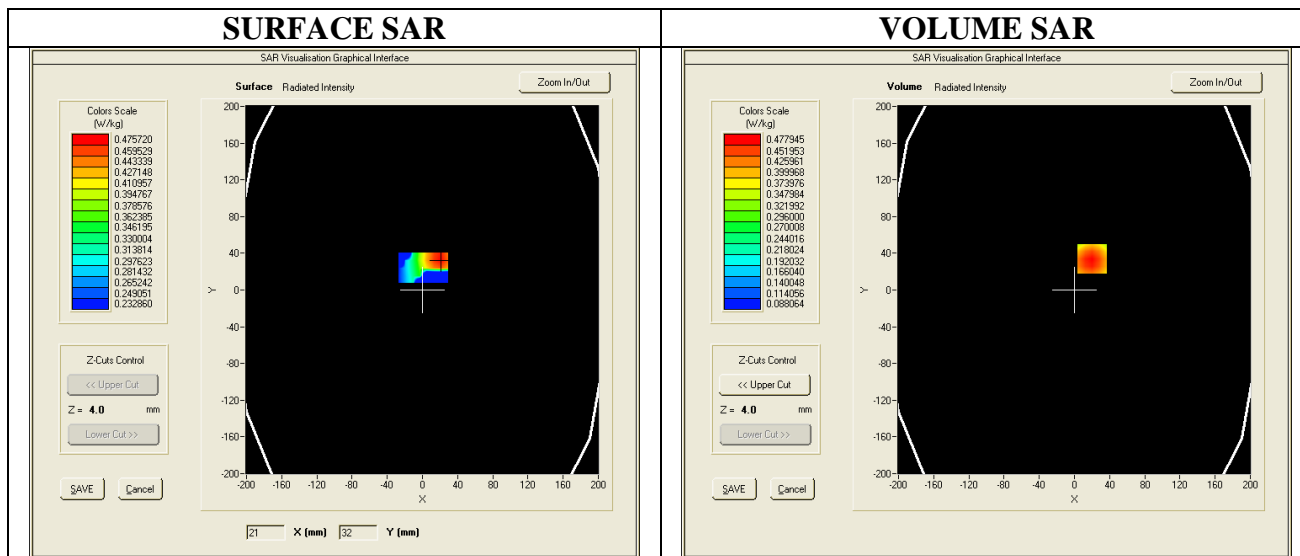 SURFACE SAR
SAR Visualisation Graphical Interface
Surface Radiated Intensity
Zoom In/Out
Colors Scale
(W/kg)
0.475720
0.459529
0.443339
0.427148
0.410957
0.394767
0.378576
0.362385
0.346195
0.330004
0.313814
0.297623
0.281432
0.265242
0.249051
0.232860
200
160
120
80
40
0
-40
-80
-120
-160
-200
Y
-200 -160 -120 -80 -40 0 40 80 120 160 200
X
Z-Cuts Control
<< Upper Cut
Z = 4.0 mm
Lower Cut >>
SAVE Cancel
21 X (mm) 32 Y (mm)
VOLUME SAR
SAR Visualisation Graphical Interface
Volume Radiated Intensity
Zoom In/Out
Colors Scale
(W/kg)
0.477945
0.451953
0.425961
0.399968
0.373976
0.347984
0.321992
0.296000
0.270008
0.244016
0.218024
0.192032
0.166040
0.140048
0.114056
0.088064
200
160
120
80
40
0
-40
-80
-120
-160
-200
Y
-200 -160 -120 -80 -40 0 40 80 120 160 200
X
Z-Cuts Control
<< Upper Cut
Z = 4.0 mm
Lower Cut >>
SAVE Cancel